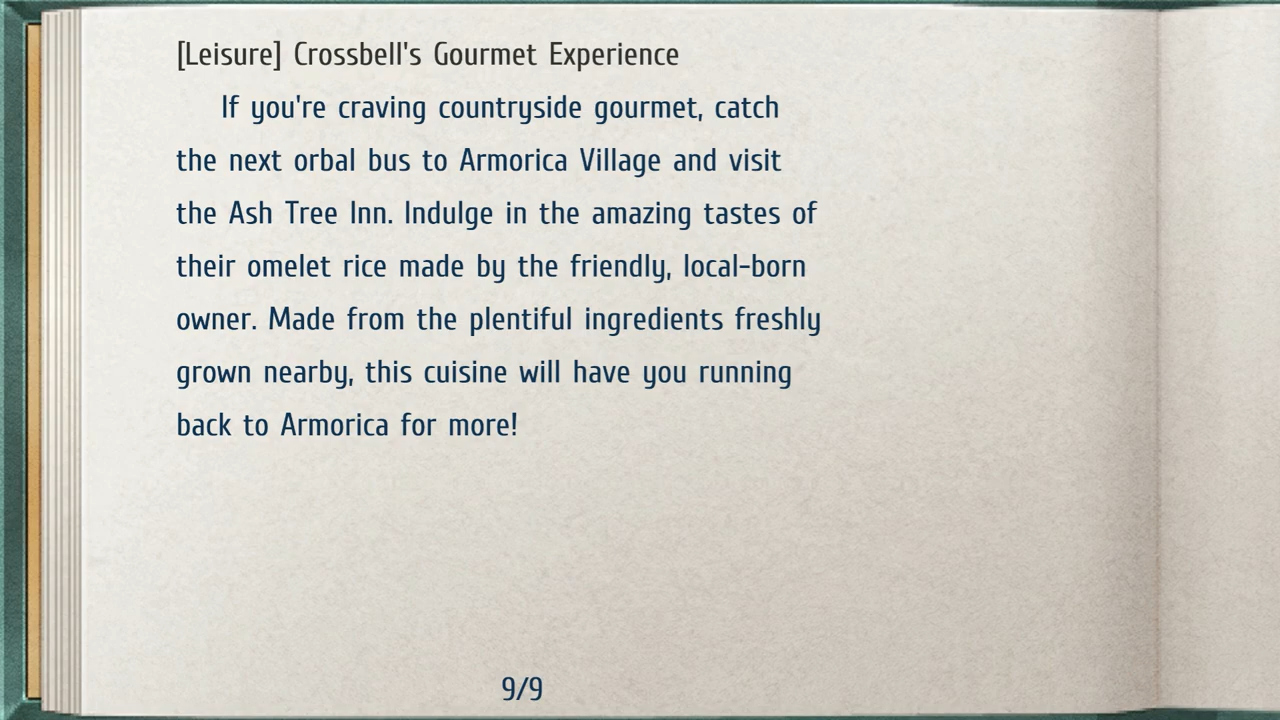 [Leisure] Crossbell's Gourmet Experience
If you're craving countryside gourmet, catch
the next orbal bus to Armorica Village and visit
the Ash Tree Inn. Indulge in the amazing tastes of
their omelet rice made by the friendly, local-born
owner. Made from the plentiful ingredients freshly
grown nearby, this cuisine will have you running
back to Armorica for more!
9/9